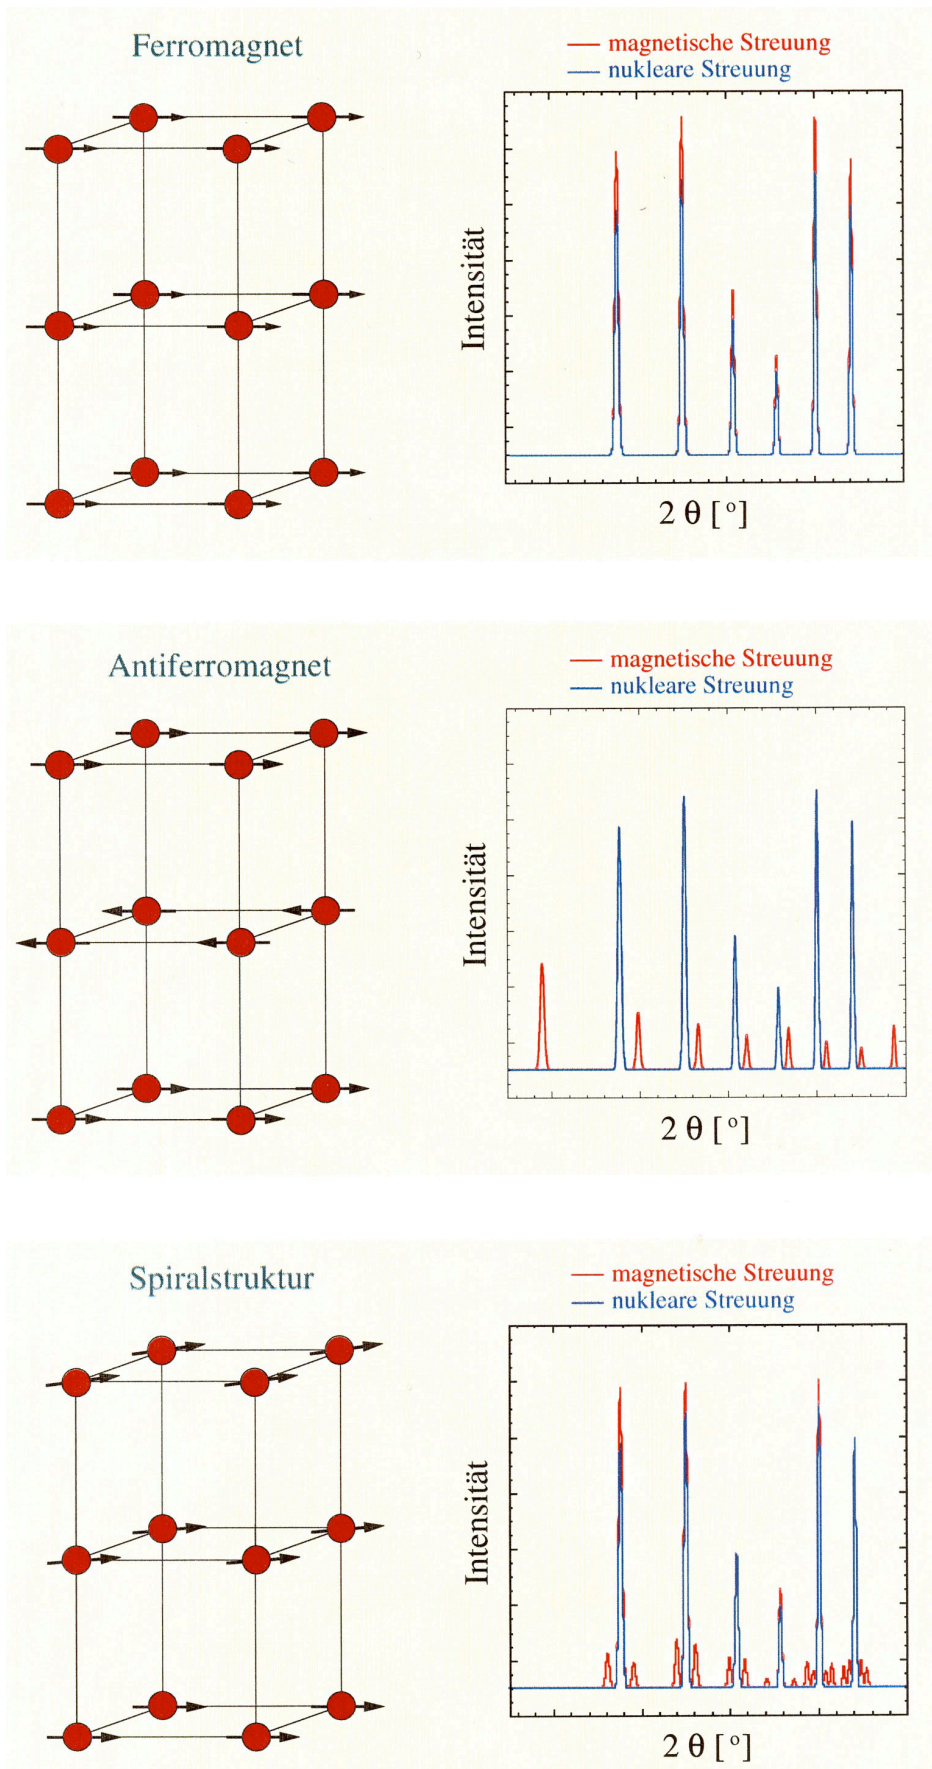 Ferromagnet
magnetische Streuung
nukleare Streuung
Intensität
2 θ [°]
Antiferromagnet
magnetische Streuung
nukleare Streuung
Intensität
2 θ [°]
Spiralstruktur
magnetische Streuung
nukleare Streuung
Intensität
2 θ [°]